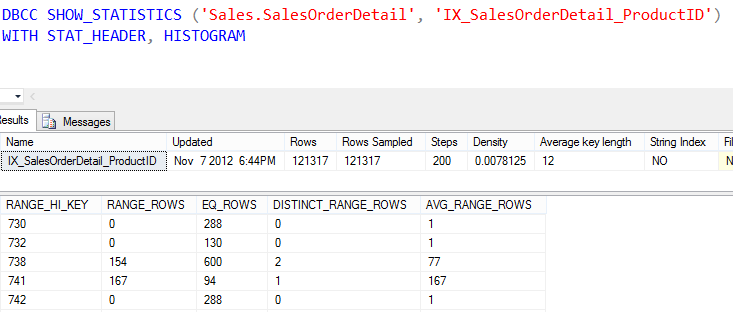 DBCC SHOW_STATISTICS ('Sales.SalesOrderDetail', 'IX_SalesOrderDetail_ProductID')
WITH STAT_HEADER, HISTOGRAM
Results Messages
Name Updated Rows Rows Sampled Steps Density Average key length String Index Fil
IX_SalesOrderDetail_ProductID Nov 7 2012 6:44PM 121317 121317 200 0.0078125 12 NO N
RANGE_HI_KEY RANGE_ROWS EQ_ROWS DISTINCT_RANGE_ROWS AVG_RANGE_ROWS
730 0 288 0 1
732 0 130 0 1
738 154 600 2 77
741 167 94 1 167
742 0 288 0 1